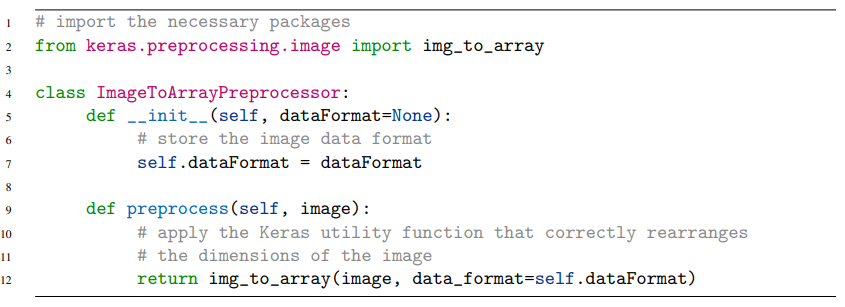 1 # import the necessary packages
2 from keras.preprocessing.image import img_to_array
3
4 class ImageToArrayPreprocessor:
5     def __init__(self, dataFormat=None):
6         # store the image data format
7         self.dataFormat = dataFormat
8
9     def preprocess(self, image):
10         # apply the Keras utility function that correctly rearranges
11         # the dimensions of the image
12         return img_to_array(image, data_format=self.dataFormat)